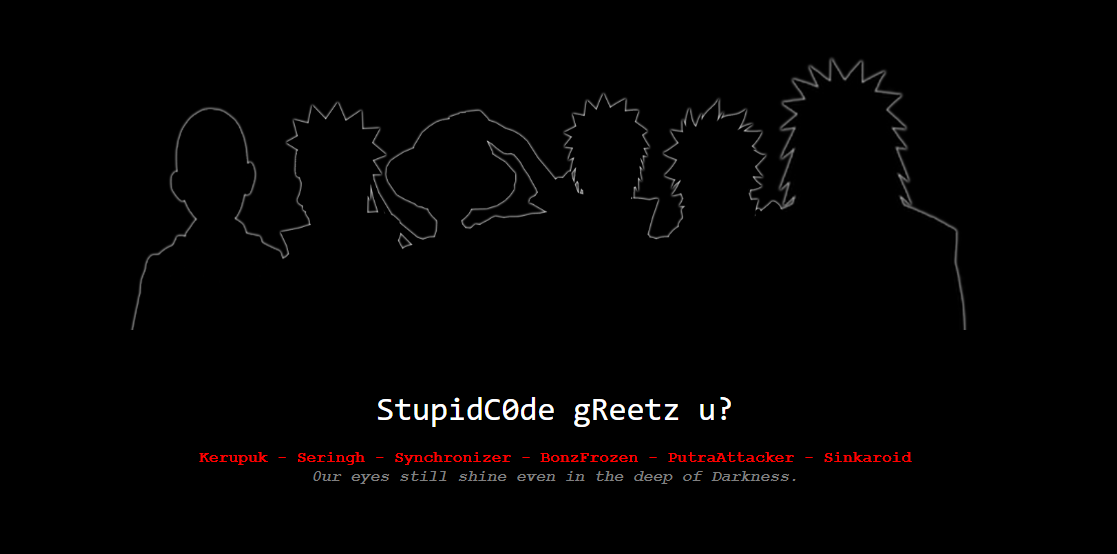 StupidC0de gReetz u?
Kerupuk - Seringh - Synchronizer - BonzFrozen - PutraAttacker - Sinkaroid
Our eyes still shine even in the deep of Darkness.